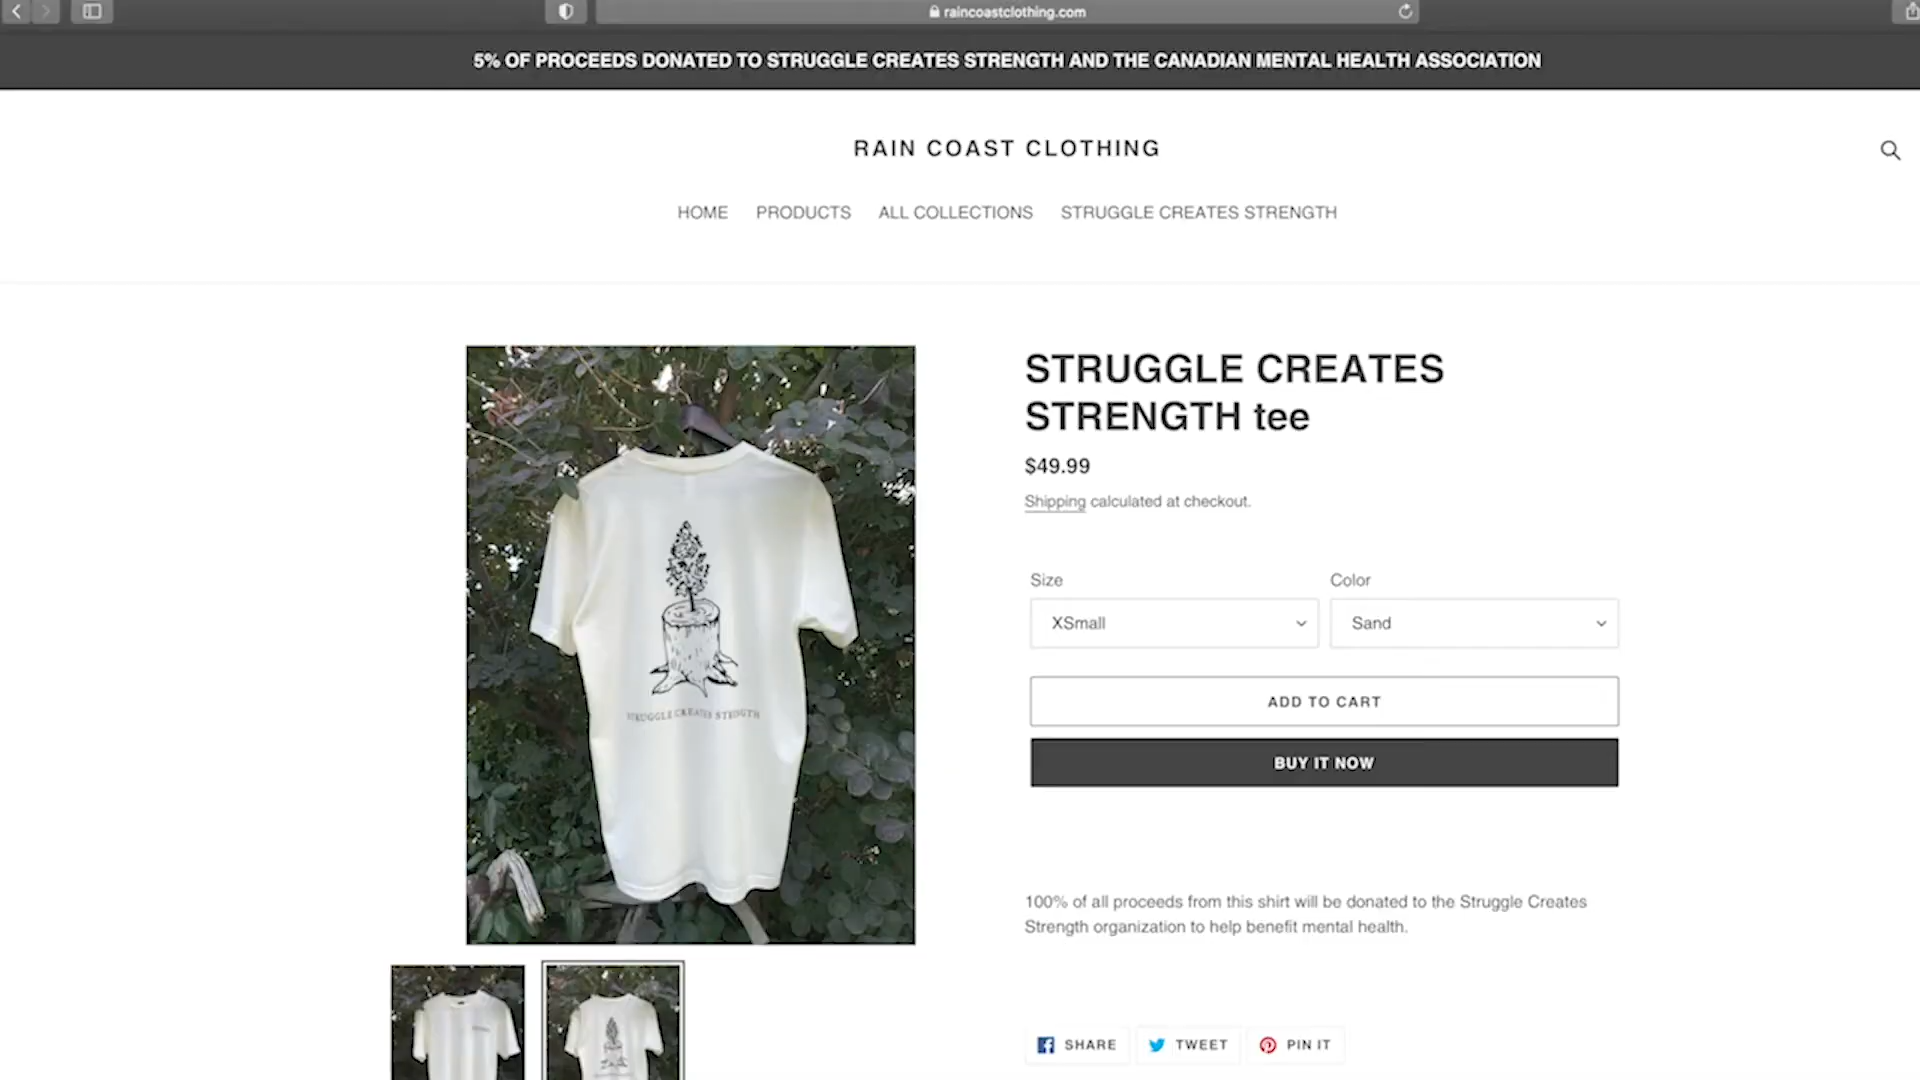 raincoastclothing.com
5% OF PROCEEDS DONATED TO STRUGGLE CREATES STRENGTH AND THE CANADIAN MENTAL HEALTH ASSOCIATION
RAIN COAST CLOTHING
HOME PRODUCTS ALL COLLECTIONS STRUGGLE CREATES STRENGTH
STRUGGLE CREATES
STRENGTH tee
$49.99
Shipping calculated at checkout.
Size Color
XSmall Sand
ADD TO CART
BUY IT NOW
STRUGGLE CREATES STRENGTH
100% of all proceeds from this shirt will be donated to the Struggle Creates
Strength organization to help benefit mental health.
SHARE TWEET PIN IT